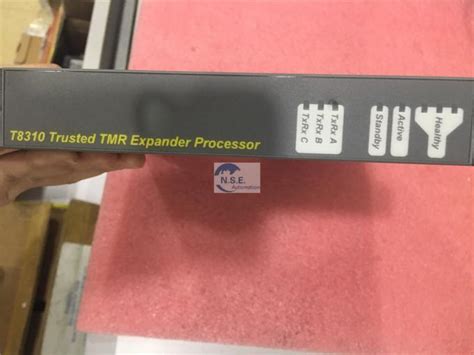 T8310 Trusted TMR Expander Processor
TxRx A
TxRx B
TxRx C
Active
Standby
Healthy
N.S.E.
Automation